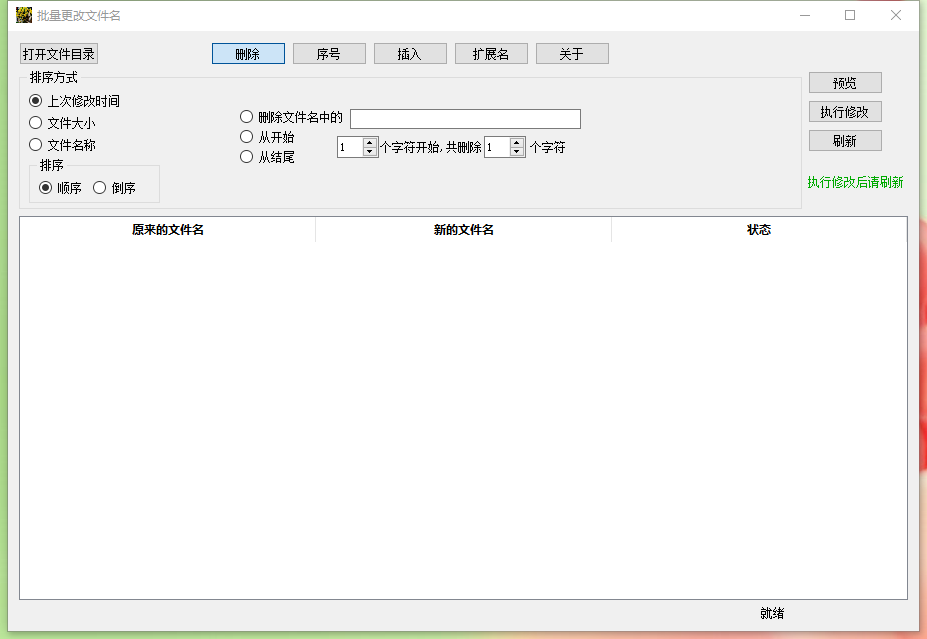 批量更改文件名
打开文件目录 删除 序号 插入 扩展名 关于
排序方式
上次修改时间
文件大小
文件名称
排序
顺序 倒序
删除文件名中的
从开始
从结尾
1 个字符开始, 共删除 1 个字符
预览
执行修改
刷新
执行修改后请刷新
原来的文件名 新的文件名 状态
就绪